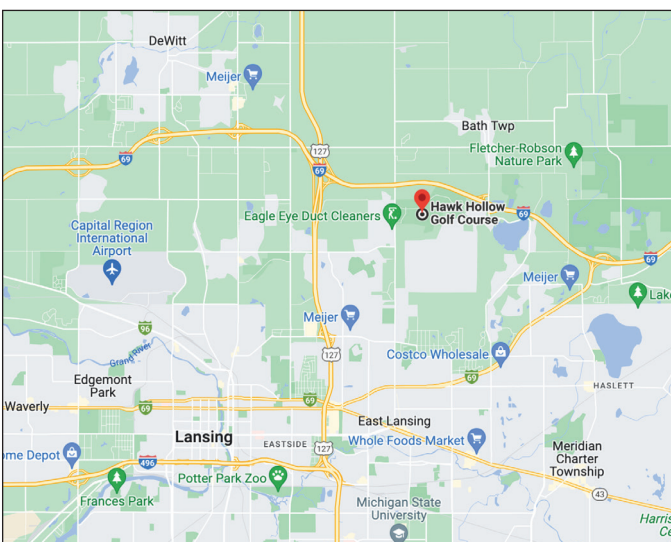 DeWitt
Meijer
Bath Twp
127
Fletcher-Robson
Nature Park
69
69
Eagle Eye Duct Cleaners
Hawk Hollow
Golf Course
69
Capital Region
International
Airport
69
Meijer
Lake
Meijer
96
127
Grand River
Costco Wholesale
Edgemont
Park
69
HASLETT
Waverly
69
69
East Lansing
Lansing
EASTSIDE
127
Whole Foods Market
ome Depot
496
Meridian
Charter
Township
Potter Park Zoo
Frances Park
43
Michigan State
University
Harris
Ce